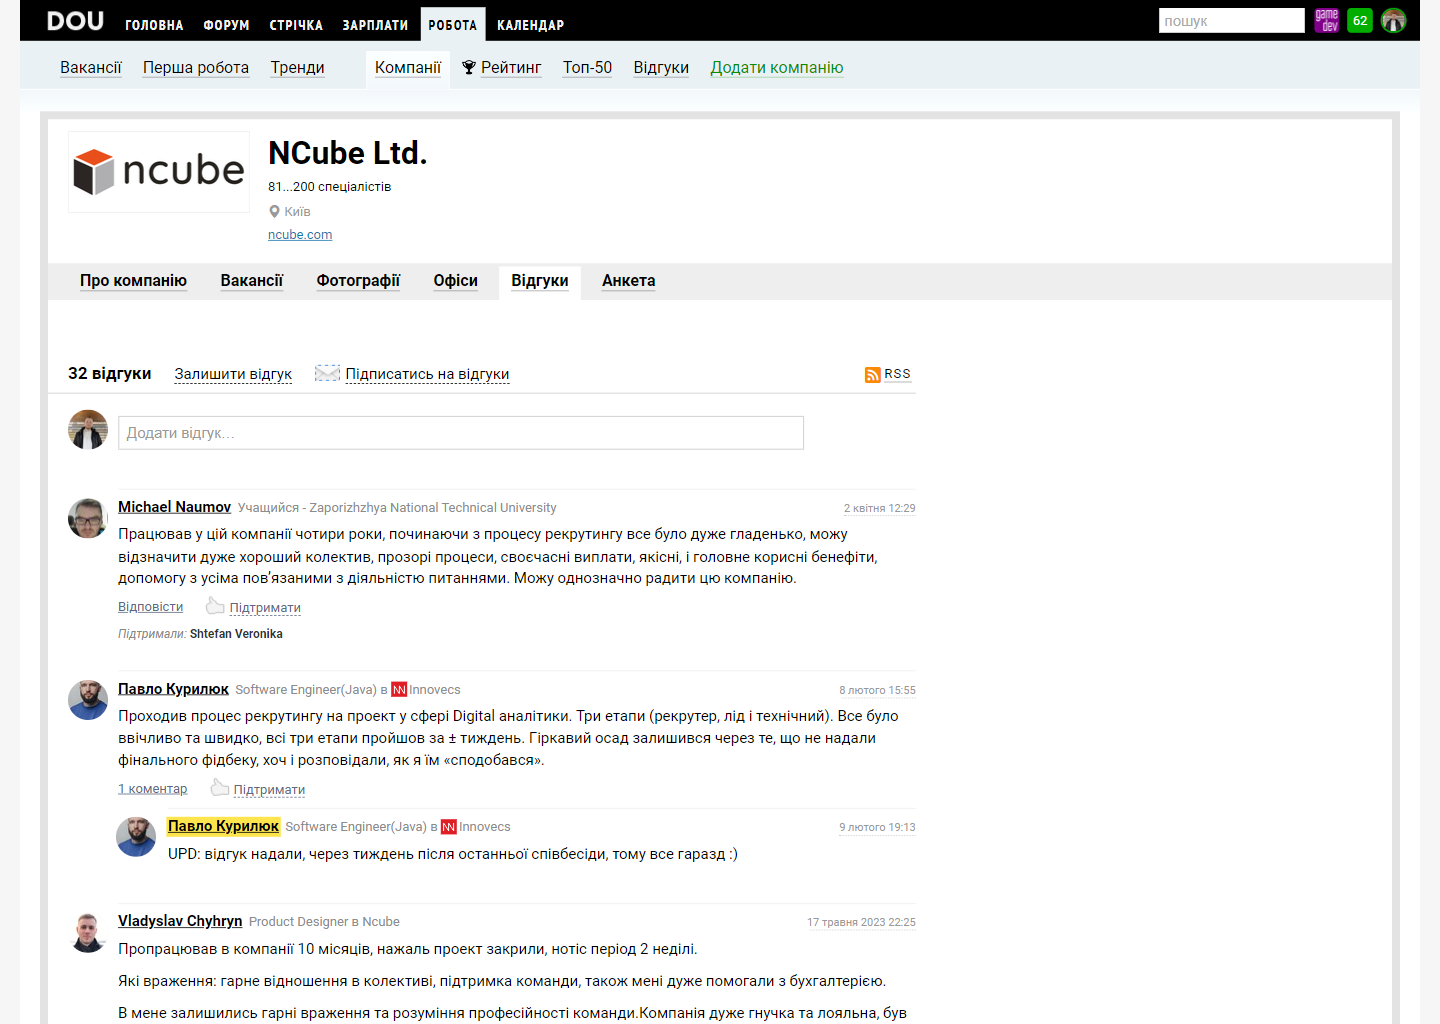 DOU ГОЛОВНА ФОРУМ СТРІЧКА ЗАРПЛАТИ РОБОТА КАЛЕНДАР пошук game dev 62
Вакансії Перша робота Тренди Компанії Рейтинг Топ-50 Відгуки Додати компанію
ncube
NCube Ltd.
81...200 спеціалістів
Київ
ncube.com
Про компанію Вакансії Фотографії Офіси Відгуки Анкета
32 відгуки Залишити відгук Підписатись на відгуки RSS
Додати відгук...
Michael Naumov Учащийся - Zaporizhzhya National Technical University 2 квітня 12:29
Працював у цій компанії чотири роки, починаючи з процесу рекрутингу все було дуже гладенько, можу
відзначити дуже хороший колектив, прозорі процеси, своєчасні виплати, якісні, і головне корисні бенефіти,
допомогу з усіма пов’язаними з діяльністю питаннями. Можу однозначно радити цю компанію.
Відповісти Підтримати
Підтримали: Shtefan Veronika
Павло Курилюк Software Engineer(Java) в Innovecs 8 лютого 15:55
Проходив процес рекрутингу на проект у сфері Digital аналітики. Три етапи (рекрутер, лід і технічний). Все було
ввічливо та швидко, всі три етапи пройшов за ± тиждень. Гіркавий осад залишився через те, що не надали
фінального фідбеку, хоч і розповідали, як я їм «сподобався».
1 коментар Підтримати
Павло Курилюк Software Engineer(Java) в Innovecs 9 лютого 19:13
UPD: відгук надали, через тиждень після останньої співбесіди, тому все гаразд :)
Vladyslav Chyhryn Product Designer в Ncube 17 травня 2023 22:25
Пропрацював в компанії 10 місяців, нажаль проект закрили, нотіс період 2 неділі.
Які враження: гарне відношення в колективі, підтримка команди, також мені дуже помогали з бухгалтерією.
В мене залишились гарні враження та розуміння професійності команди.Компанія дуже гнучка та лояльна, був